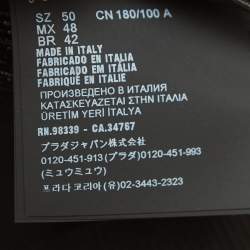 SZ 50 CN 180/100 A
MX 48
BR 42
MADE IN ITALY
FABRICADO EN ITALIA
FABRICADO EM ITÁLIA
FABRIQUÉ EN ITALIE
ПРОИЗВЕДЕНО В ИТАЛИЯ
ΚΑΤΑΣΚΕΥΑΖΕΤΑΙ ΣΤΗΝ ΙΤΑΛΙΑ
ÜRETİM YERİ İTALYA
RN.98339 - CA.34767
プラダジャパン株式会社
0120-451-913 (プラダ) 0120-451-993
(ミュウミュウ)
프라다 코리아 (유) 02-3443-2323